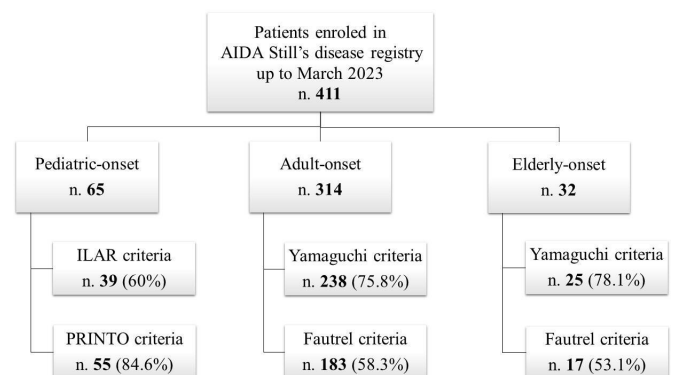 Patients enroled in
AIDA Still's disease registry
up to March 2023
n. 411
Pediatric-onset
n. 65
Adult-onset
n. 314
Elderly-onset
n. 32
ILAR criteria
n. 39 (60%)
Yamaguchi criteria
n. 238 (75.8%)
Yamaguchi criteria
n. 25 (78.1%)
PRINTO criteria
n. 55 (84.6%)
Fautrel criteria
n. 183 (58.3%)
Fautrel criteria
n. 17 (53.1%)